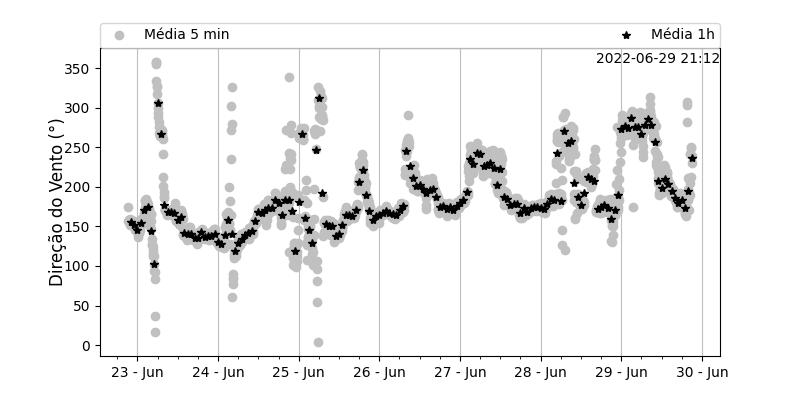 Média 5 min
Média 1h
2022-06-29 21:12
Direção do Vento (°)
350
300
250
200
150
100
50
0
23 - Jun
24 - Jun
25 - Jun
26 - Jun
27 - Jun
28 - Jun
29 - Jun
30 - Jun